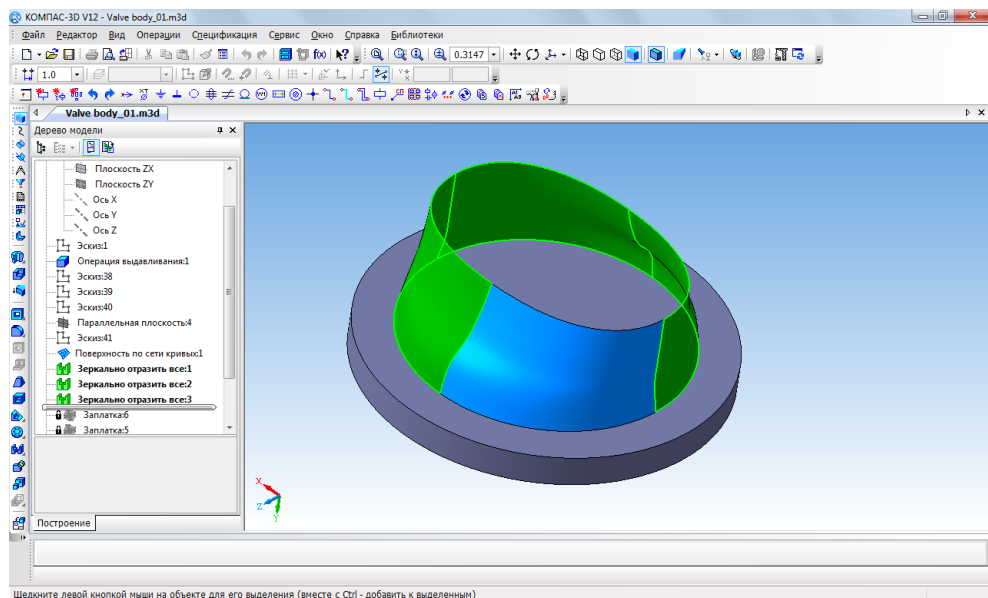 КОМПАС-3D V12 - Valve body_01.m3d
Файл Редактор Вид Операции Спецификация Сервис Окно Справка Библиотеки
0.3147
1.0
Valve body_01.m3d
Дерево модели
Плоскость ZX
Плоскость ZY
Ось X
Ось Y
Ось Z
Эскиз:1
Операция выдавливания:1
Эскиз:38
Эскиз:39
Эскиз:40
Параллельная плоскость:4
Эскиз:41
Поверхность по сети кривых:1
Зеркально отразить все:1
Зеркально отразить все:2
Зеркально отразить все:3
Заплатка:6
Заплатка:5
X
Z
Y
Построение
Щелкните левой кнопкой мыши на объекте для его выделения (вместе с Ctrl - добавить к выделенным)